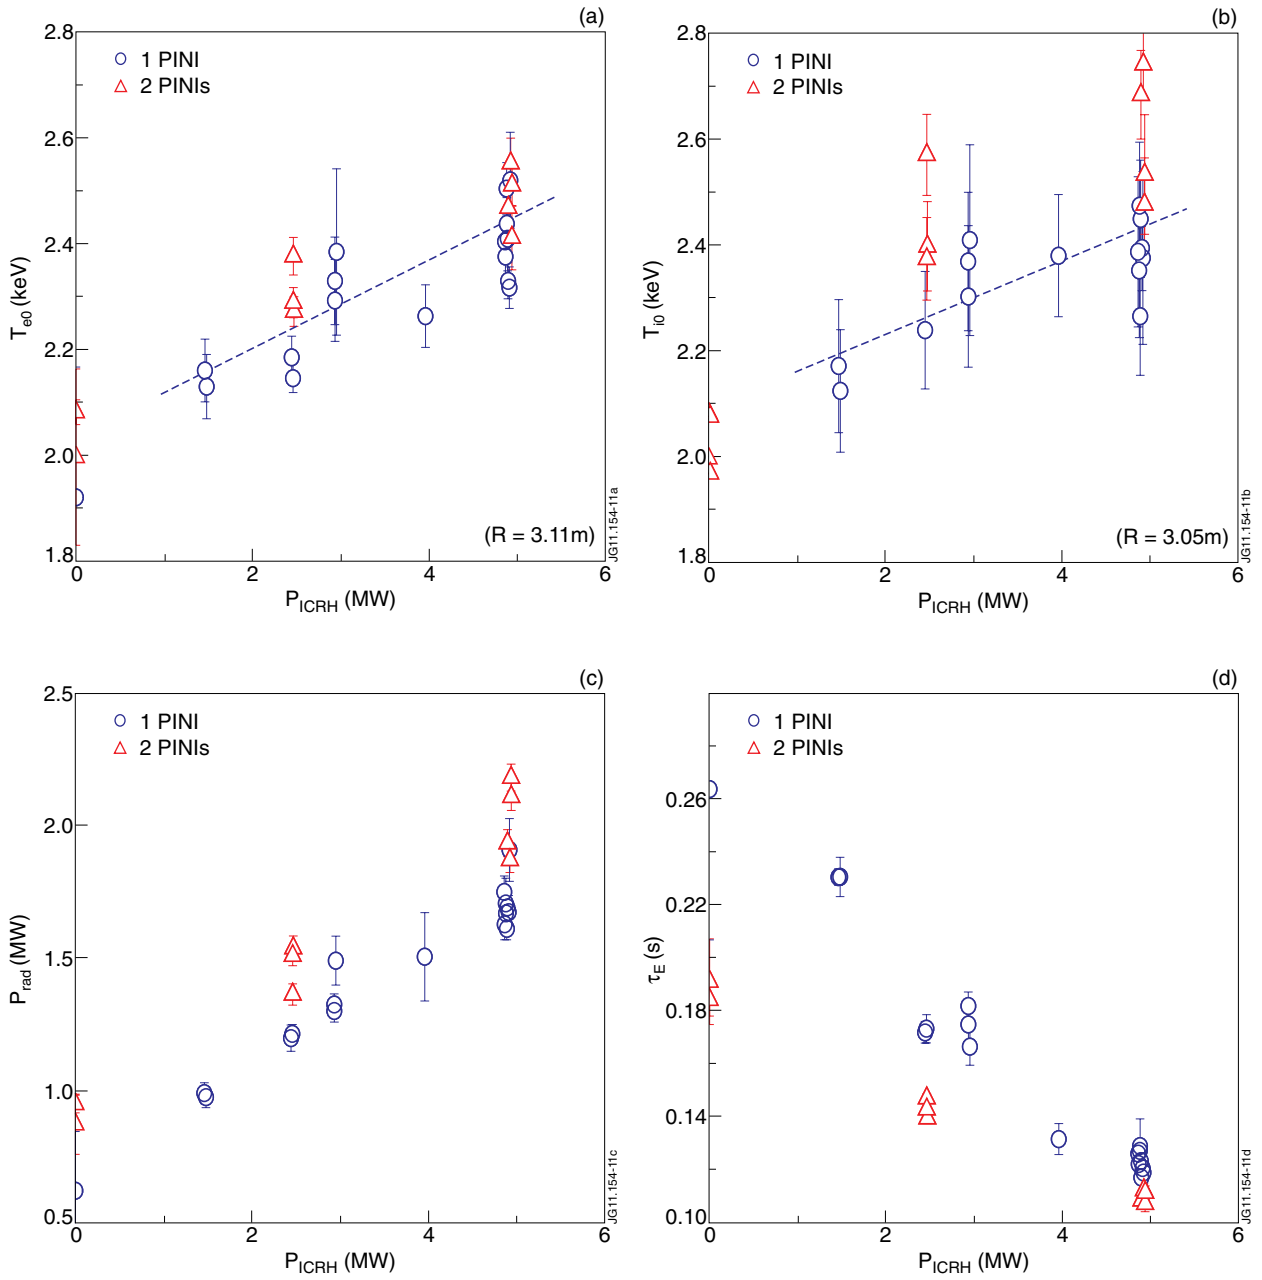 (a)
1 PINI
2 PINIs
2.8
2.6
2.4
2.2
2.0
1.8
T_e0 (keV)
(R = 3.11m)
JG11.154-11a
0 2 4 6
P_ICRH (MW)
(b)
1 PINI
2 PINIs
2.8
2.6
2.4
2.2
2.0
1.8
T_i0 (keV)
(R = 3.05m)
JG11.154-11b
0 2 4 6
P_ICRH (MW)
(c)
1 PINI
2 PINIs
2.5
2.0
1.5
1.0
0.5
P_rad (MW)
JG11.154-11c
0 2 4 6
P_ICRH (MW)
(d)
1 PINI
2 PINIs
0.26
0.22
0.18
0.14
0.10
τ_E (s)
JG11.154-11d
0 2 4 6
P_ICRH (MW)